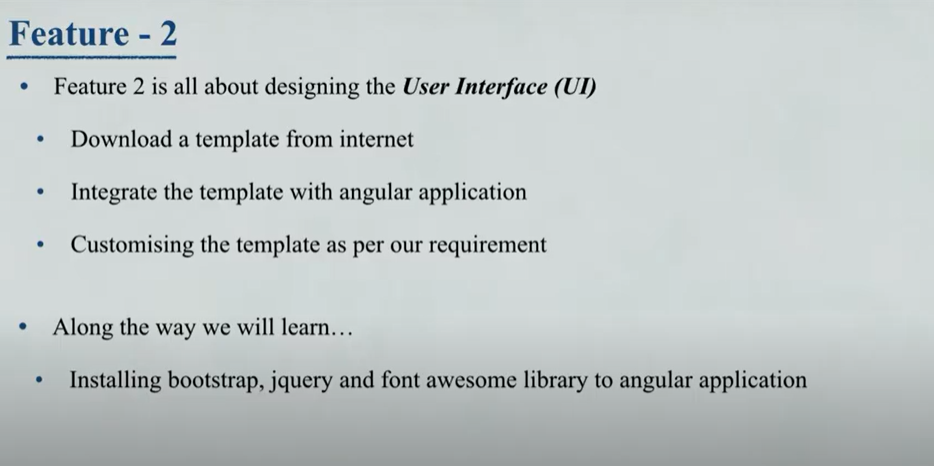 Feature - 2
• Feature 2 is all about designing the User Interface (UI)
• Download a template from internet
• Integrate the template with angular application
• Customising the template as per our requirement
• Along the way we will learn…
• Installing bootstrap, jquery and font awesome library to angular application